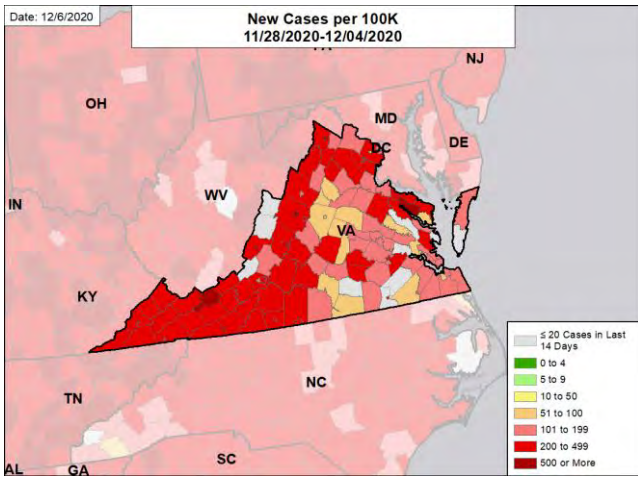 Date: 12/6/2020
New Cases per 100K
11/28/2020-12/04/2020
NJ
OH
MD
DE
DC
WV
IN
VA
KY
NC
TN
SC
AL
GA
≤ 20 Cases in Last
14 Days
0 to 4
5 to 9
10 to 50
51 to 100
101 to 199
200 to 499
500 or More